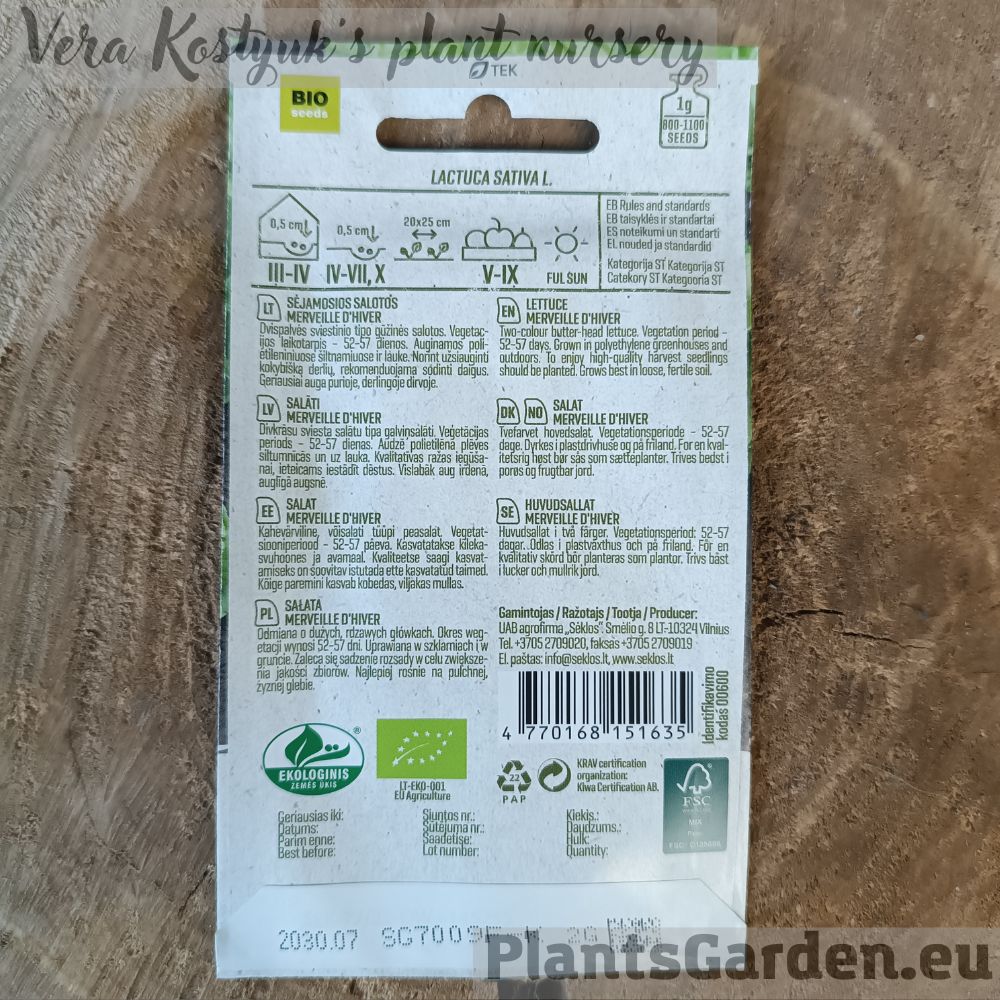 Vera Kostyuk's plant nursery
TEK
BIO
seeds
1g
800-1100
SEEDS
LACTUCA SATIVA L.
0,5 cm
0,5 cm
20x25 cm
III-IV
IV-VII, X
V-IX
FUL SUN
EB Rules and standards
EB taisyklės ir standartai
ES noteikumi un standarti
EL nõuded ja standardid
Kategorija ST Kategorija ST
Catekory ST Kategooria ST
LT
SĖJAMOSIOS SALOTOS
MERVEILLE D'HIVER
Dvispalvės sviestinio tipo gūžinės salotos. Vegetac-
ijos laikotarpis - 52-57 dienos. Auginamos poli-
etileniniuose šiltnamiuose ir lauke. Norint užsiauginti
kokybišką derlių, rekomenduojama sodinti daigus.
Geriausiai auga purioje, derlingoje dirvoje.
EN
LETTUCE
MERVEILLE D'HIVER
Two-colour butter-head lettuce. Vegetation period -
52-57 days. Grown in polyethylene greenhouses and
outdoors. To enjoy high-quality harvest seedlings
should be planted. Grows best in loose, fertile soil.
LV
SALĀTI
MERVEILLE D'HIVER
Divkrāsu sviesta salātu tipa galviņsalāti. Veģetācijas
periods - 52-57 dienas. Audzē polietilēna plēves
siltumnīcās un uz lauka. Kvalitatīvas ražas iegūša-
nai, ieteicams iestādīt dēstus. Vislabāk aug irdenā,
auglīgā augsnē.
DK
NO
SALAT
MERVEILLE D'HIVER
Tvefarvet hovedsalat. Vegetationsperiode - 52-57
dage. Dyrkes i plastdrivhuse og på friland. For en kval-
itetsrig høst bør sås som sætteplanter. Trives bedst i
porøs og frugtbar jord.
EE
SALAT
MERVEILLE D'HIVER
Kahevärviline, võisalati tüüpi peasalat. Vegetat-
siooniperiood - 52-57 päeva. Kasvatatakse kileka-
svuhoones ja avamaal. Kvaliteetse saagi kasvat-
amiseks on soovitav istutada ette kasvatatud taimed.
Kõige paremini kasvab kobedas, viljakas mullas.
SE
HUVUDSALLAT
MERVEILLE D'HIVER
Huvudsallat i två färger. Vegetationsperiod: 52-57
dagar. Odlas i plastväxthus och på friland. För en
kvalitativ skörd bör planteras som plantor. Trivs bäst
i lucker och mullrik jord.
PL
SAŁATA
MERVEILLE D'HIVER
Odmiana o dużych, rdzawych główkach. Okres weg-
etacji wynosi 52-57 dni. Uprawiana w szklarniach i w
gruncie. Zaleca się sadzenie rozsady w celu zwiększe-
nia jakości zbiorów. Najlepiej rośnie na pulchnej,
żyznej glebie.
Gamintojas / Ražotajs / Tootja / Producer:
UAB agrofirma „Sėklos". Smėlio g. 8 LT-10324 Vilnius
Tel. +3705 2709020, faksas +3705 2709019
El. paštas: info@seklos.lt, www.seklos.lt
4 770168 151635
Identifikavimo
kodas 00600
EKOLOGINIS
ŽEMĖS ŪKIS
®
LT-EKO-001
EU Agriculture
22
PAP
KRAV certification
organization:
Kiwa Certification AB.
FSC
MIX
Geriausias iki:
Datums:
Parim enne:
Best before:
Siuntos nr.:
Sūtējuma nr.:
Saadetise:
Lot number:
Kiekis.:
Daudzums.:
Hulk:
Quantity:
2030.07
PlantsGarden.eu